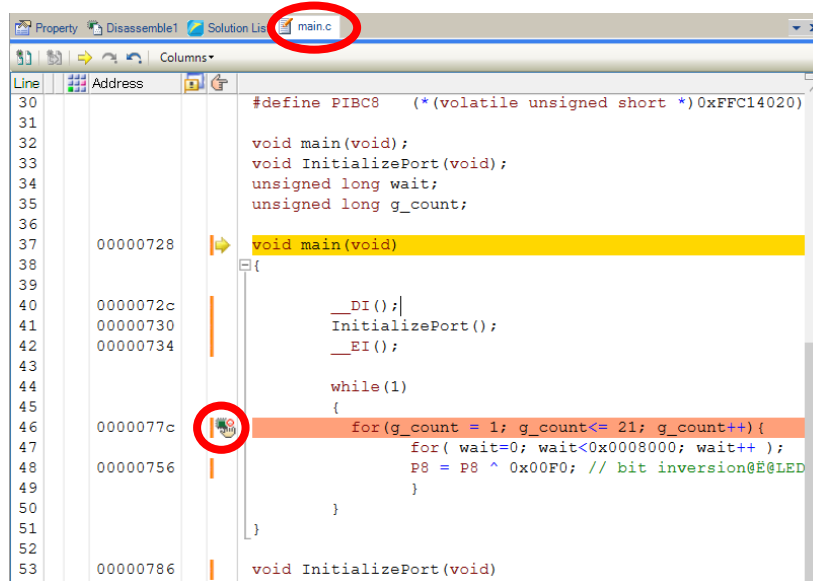 Property Disassemble1 Solution Lis main.c
Columns
Line Address
30 #define PIBC8 (*(volatile unsigned short *)0xFFC14020)
31
32 void main(void);
33 void InitializePort(void);
34 unsigned long wait;
35 unsigned long g_count;
36
37 00000728 void main(void)
38 {
39
40 0000072c __DI();
41 00000730 InitializePort();
42 00000734 __EI();
43
44 while(1)
45 {
46 0000077c for(g_count = 1; g_count<= 21; g_count++){
47 for( wait=0; wait<0x0008000; wait++ );
48 00000756 P8 = P8 ^ 0x00F0; // bit inversion@Ë@LED
49 }
50 }
51 }
52
53 00000786 void InitializePort(void)